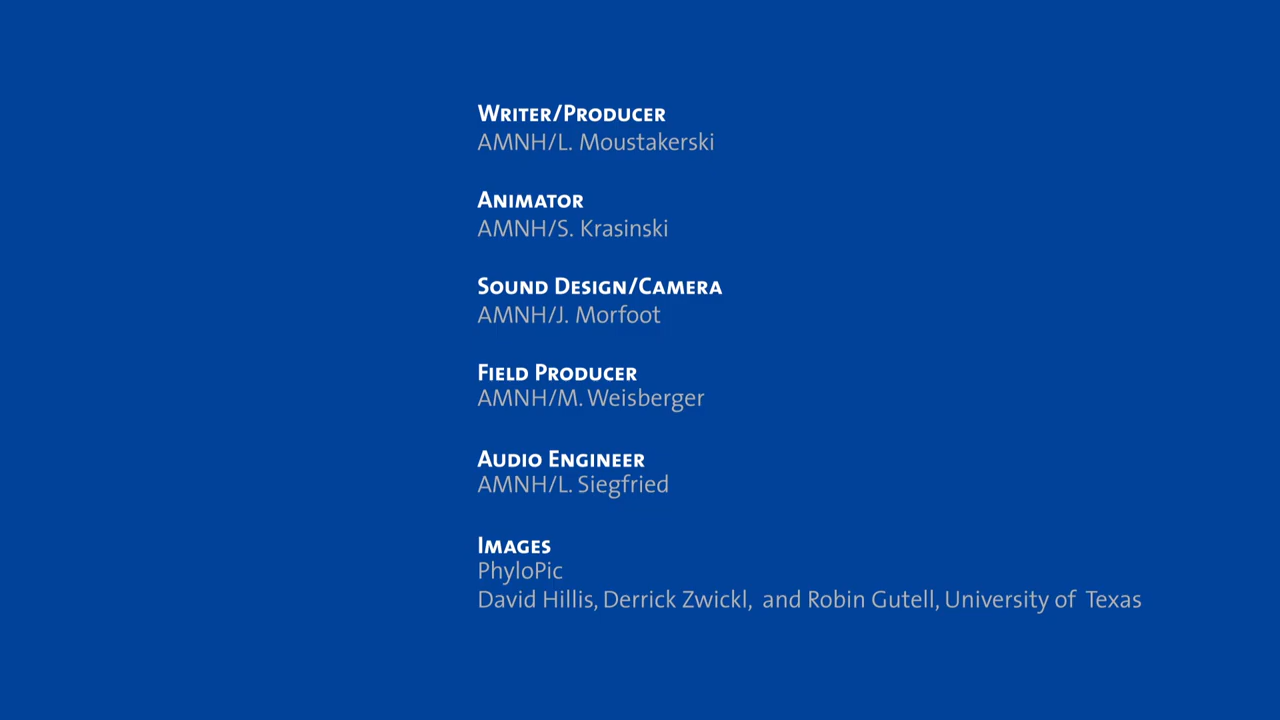 Writer/Producer
AMNH/L. Moustakerski
Animator
AMNH/S. Krasinski
Sound Design/Camera
AMNH/J. Morfoot
Field Producer
AMNH/M. Weisberger
Audio Engineer
AMNH/L. Siegfried
Images
PhyloPic
David Hillis, Derrick Zwickl, and Robin Gutell, University of Texas